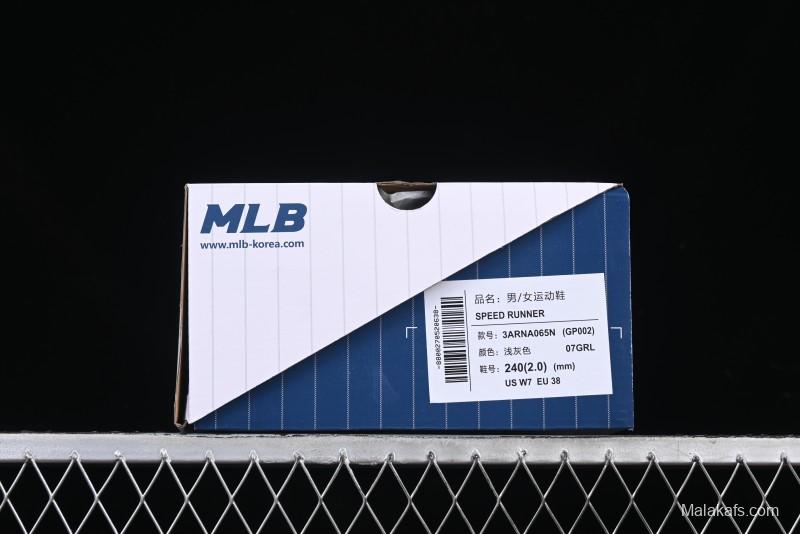 MLB
www.mlb-korea.com
-8800270520638-
品名：男/女运动鞋
SPEED RUNNER
款号：3ARNA065N (GP002)
颜色：浅灰色 07GRL
鞋号：240(2.0) (mm)
US W7 EU 38
Malakafs.com